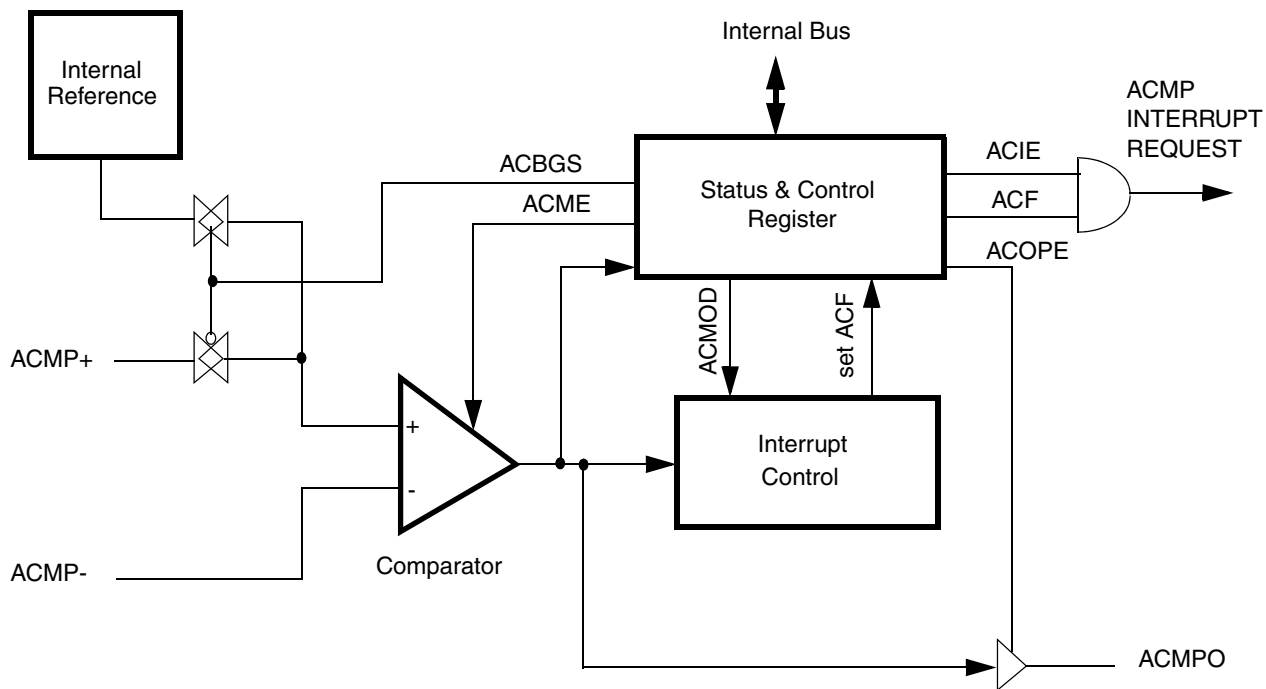 Internal Bus
Internal
Reference
ACMP
INTERRUPT
REQUEST
ACBGS
ACME
Status & Control
Register
ACIE
ACF
ACOPE
ACMOD
set ACF
ACMP+
+
-
Interrupt
Control
Comparator
ACMP-
ACMPO